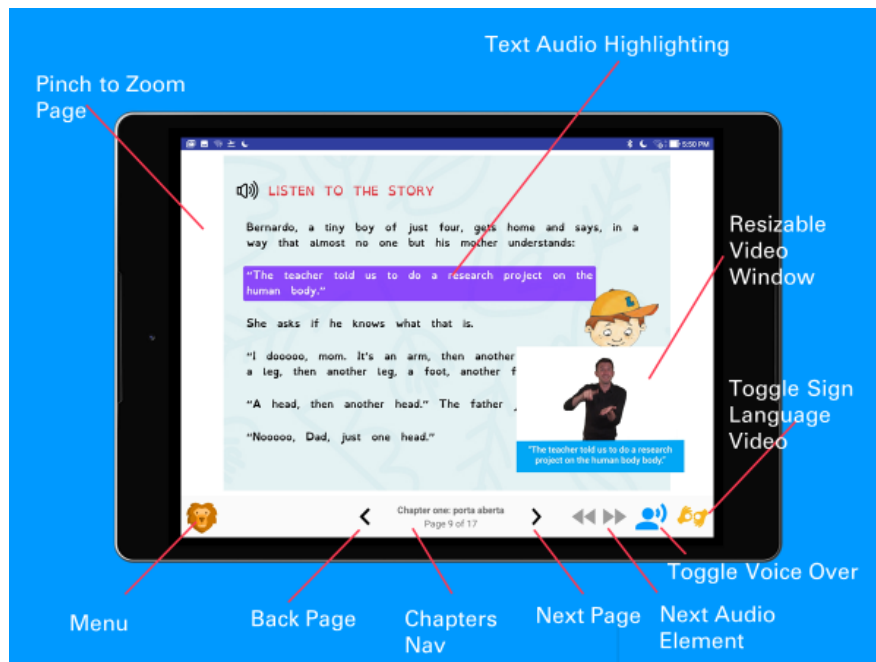 Text Audio Highlighting
Pinch to Zoom
Page
5:50 PM
LISTEN TO THE STORY
Bernardo, a tiny boy of just four, gets home and says, in a
way that almost no one but his mother understands:
"The teacher told us to do a research project on the
human body."
She asks if he knows what that is.
"I dooooo, mom. It's an arm, then another
a leg, then another leg, a foot, another f
"A head, then another head." The father
"Nooooo, Dad, just one head."
"The teacher told us to do a research
project on the human body body."
Resizable
Video
Window
Toggle Sign
Language
Video
Chapter one: porta aberta
Page 9 of 17
Toggle Voice Over
Menu
Back Page
Chapters
Nav
Next Page
Next Audio
Element